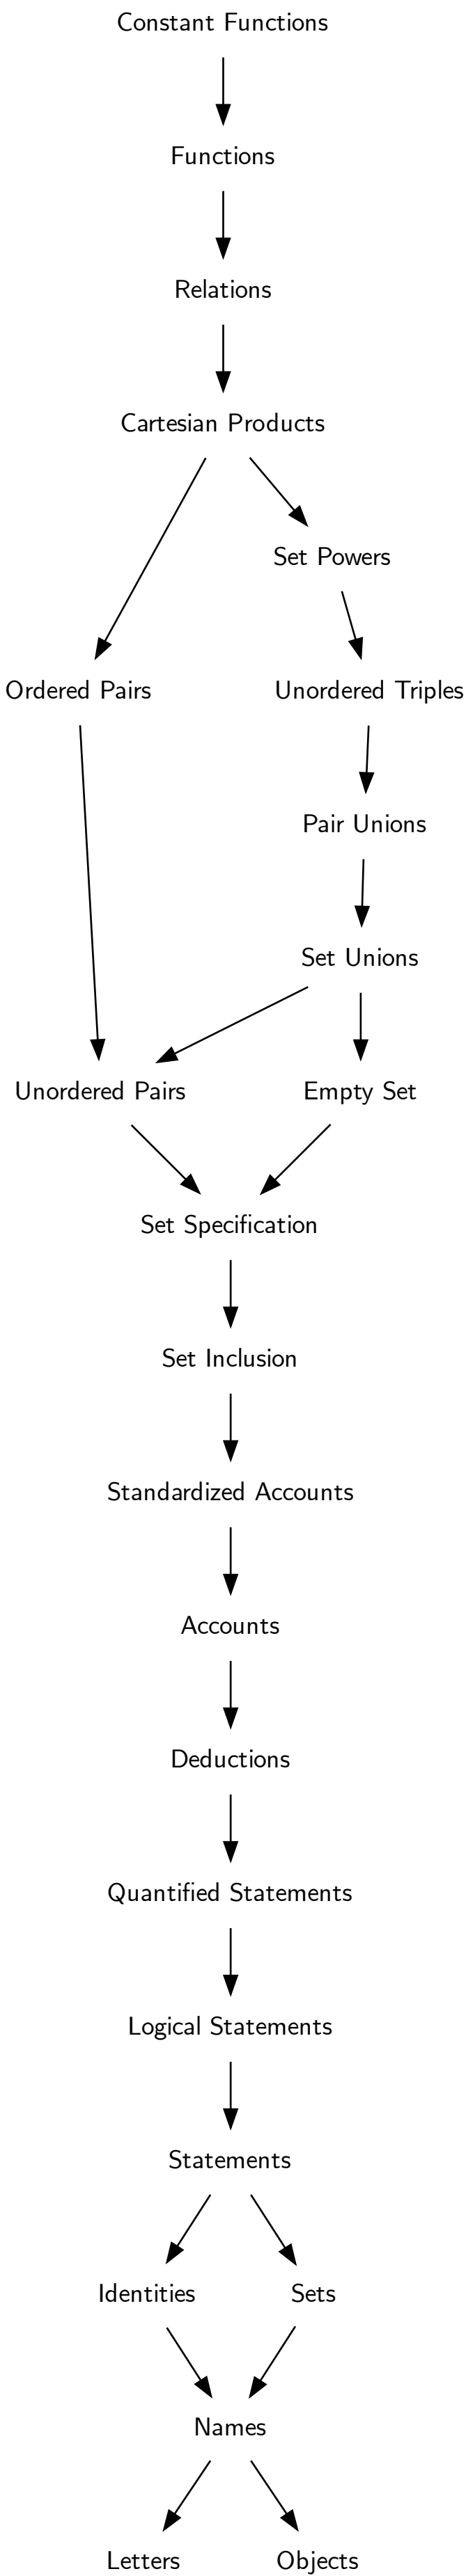 Constant Functions
Functions
Relations
Cartesian Products
Set Powers
Ordered Pairs
Unordered Triples
Pair Unions
Set Unions
Unordered Pairs
Empty Set
Set Specification
Set Inclusion
Standardized Accounts
Accounts
Deductions
Quantified Statements
Logical Statements
Statements
Identities
Sets
Names
Letters
Objects